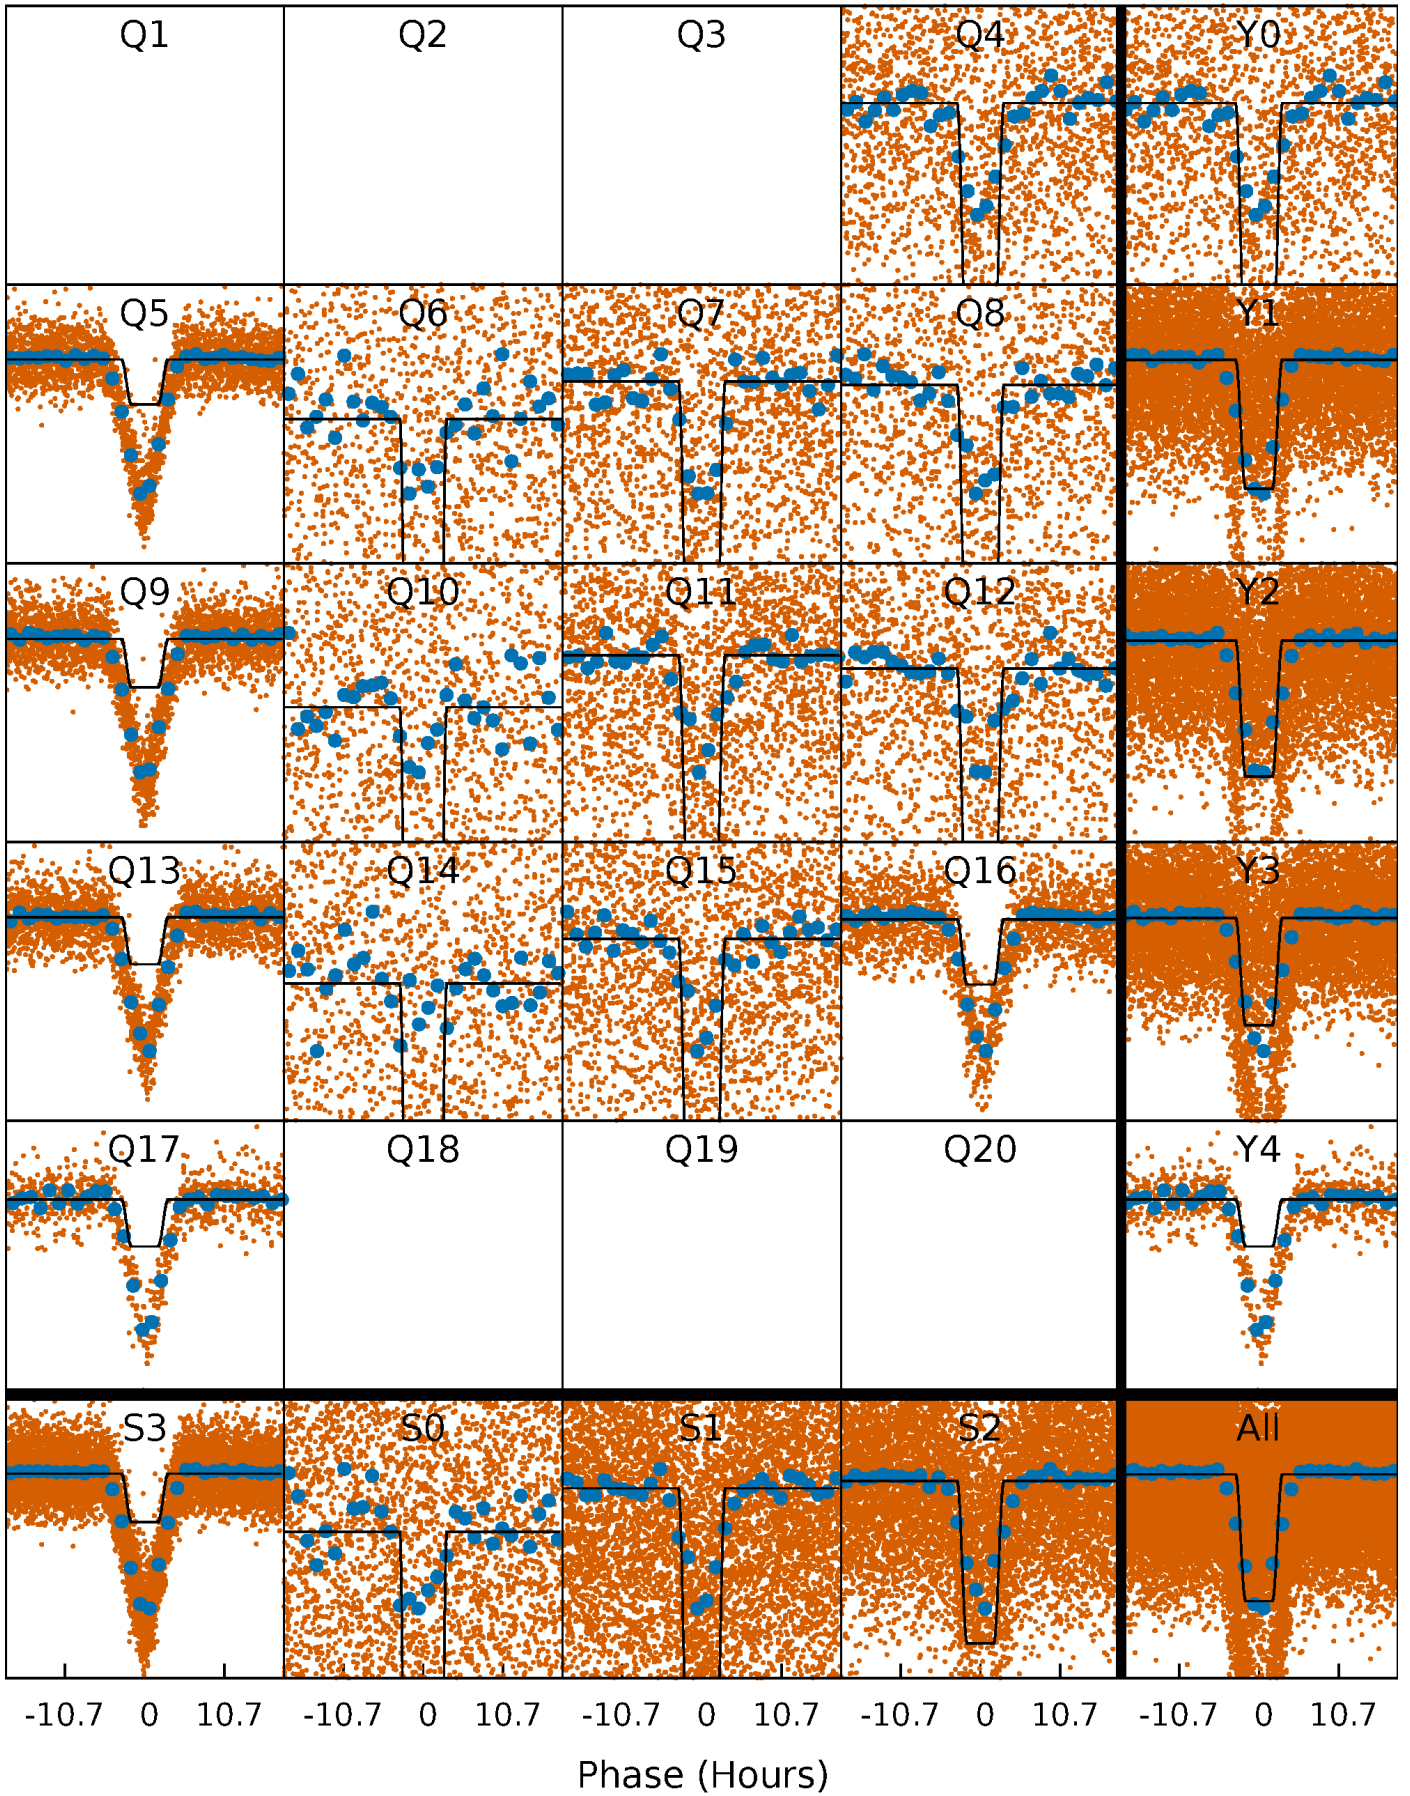 Q1 Q2 Q3 Q4 Y0
Q5 Q6 Q7 Q8 Y1
Q9 Q10 Q11 Q12 Y2
Q13 Q14 Q15 Q16 Y3
Q17 Q18 Q19 Q20 Y4
S3 S0 S1 S2 All
-10.7 0 10.7 -10.7 0 10.7 -10.7 0 10.7 -10.7 0 10.7 -10.7 0 10.7
Phase (Hours)